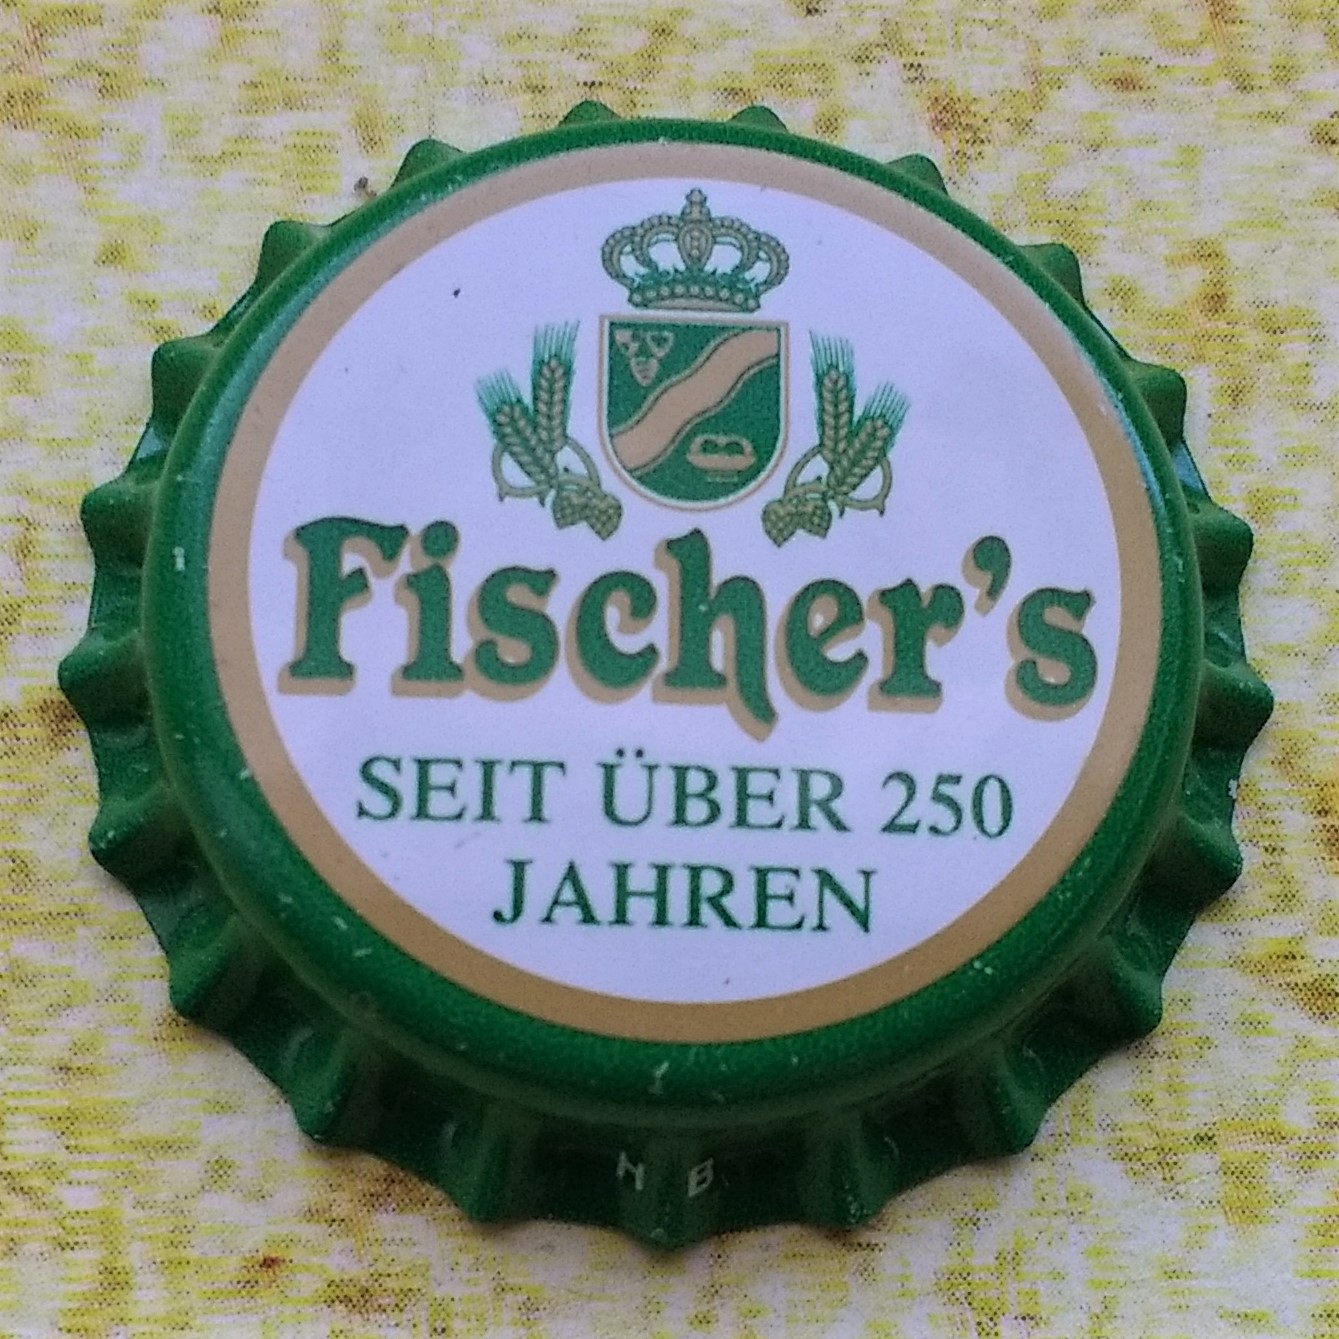 Fischer's
SEIT ÜBER 250
JAHREN
N B